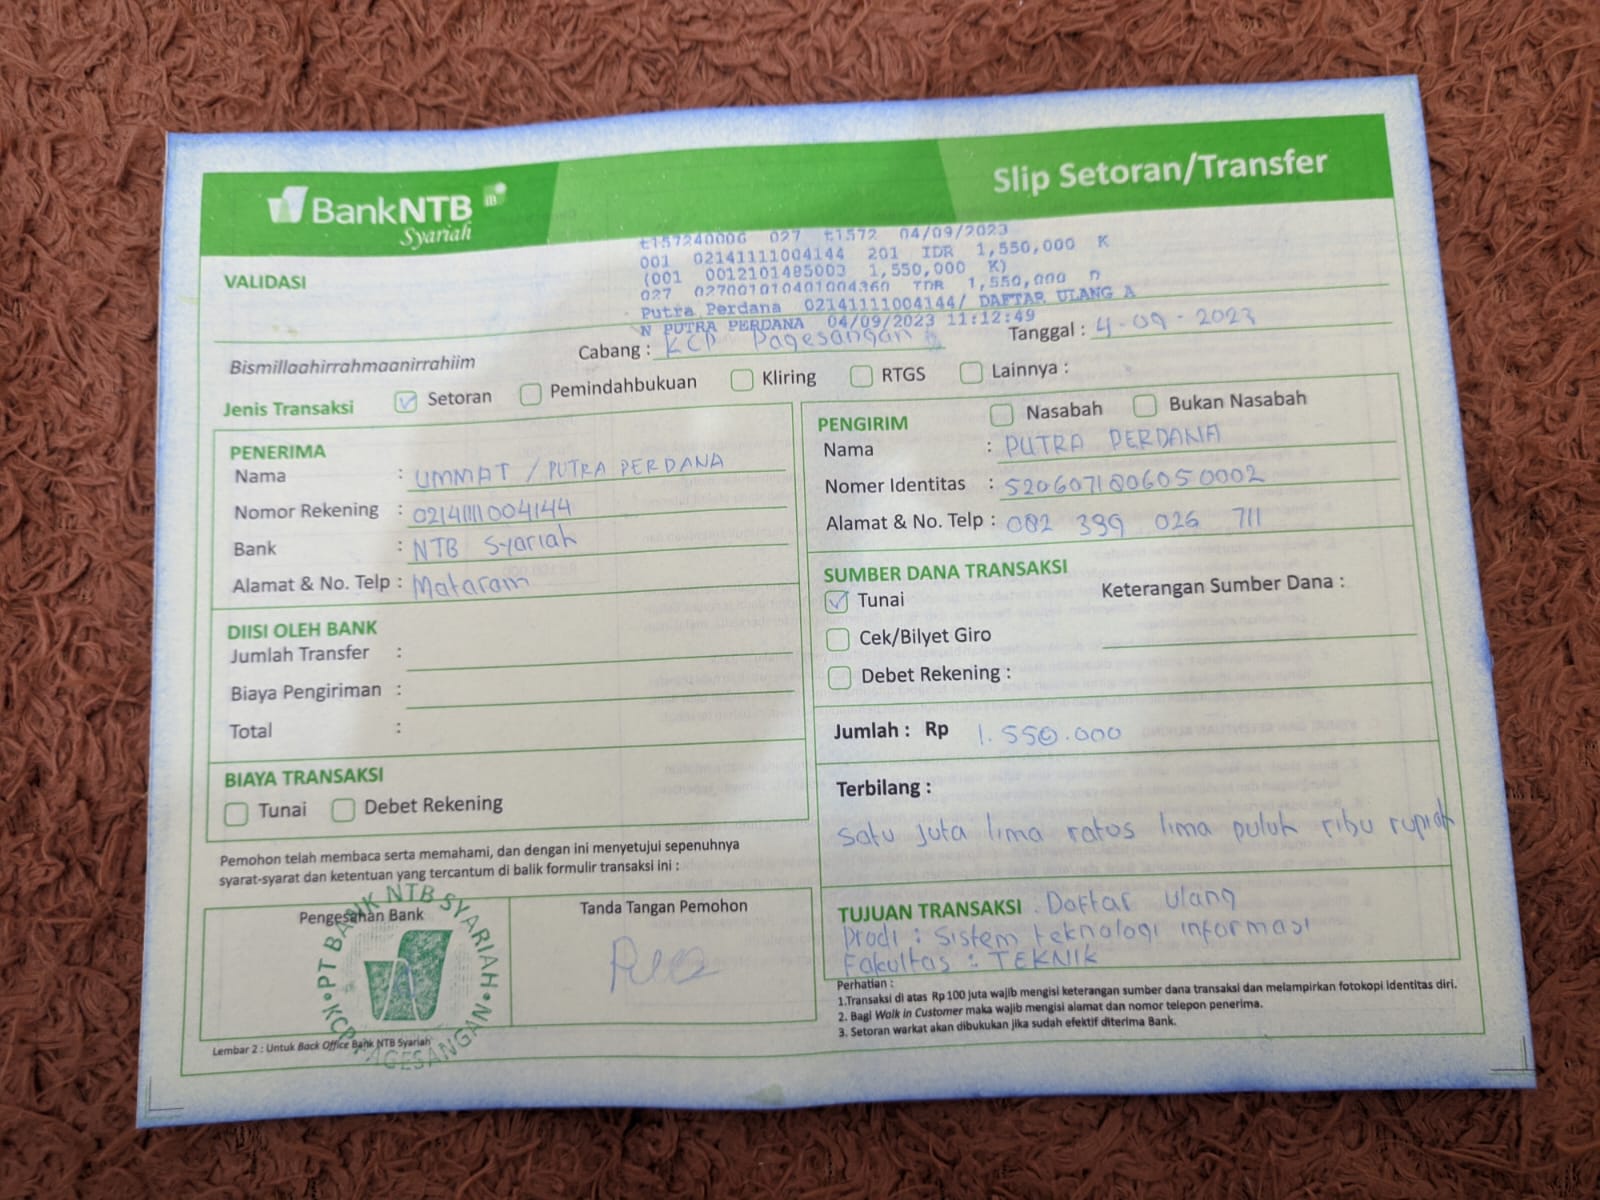 BankNTB
Syariah
Slip Setoran/Transfer
VALIDASI
t15724000G 027 t1572 04/09/2023
001 02141111004144 201 IDR 1,550,000 K
(001 0012101485003 1,550,000 K)
027 027001010401004360 IDR 1,550,000 D
Putra Perdana 02141111004144/ DAFTAR ULANG A
N PUTRA PERDANA 04/09/2023 11:12:49
Bismillaahirrahmaanirrahiim
Cabang : KCP Pagesangan
Tanggal : 4-09-2023
Jenis Transaksi Setoran Pemindahbukuan Kliring RTGS Lainnya :
PENERIMA
Nama : UMMAT / PUTRA PERDANA
Nomor Rekening : 02141111004144
Bank : NTB Syariah
Alamat & No. Telp : Mataram
DIISI OLEH BANK
Jumlah Transfer :
Biaya Pengiriman :
Total :
BIAYA TRANSAKSI
Tunai Debet Rekening
Pemohon telah membaca serta memahami, dan dengan ini menyetujui sepenuhnya
syarat-syarat dan ketentuan yang tercantum di balik formulir transaksi ini :
Pengesahan Bank
PT BANK NTB SYARIAH
KCP PAGESANGAN
Tanda Tangan Pemohon
Lembar 2 : Untuk Back Office Bank NTB Syariah
PENGIRIM Nasabah Bukan Nasabah
Nama : PUTRA PERDANA
Nomer Identitas : 5206071006050002
Alamat & No. Telp : 082 339 026 711
SUMBER DANA TRANSAKSI
Tunai
Keterangan Sumber Dana :
Cek/Bilyet Giro
Debet Rekening :
Jumlah : Rp 1.550.000
Terbilang :
satu juta lima ratus lima puluh ribu rupiah
TUJUAN TRANSAKSI : Daftar Ulang
Prodi : Sistem teknologi informasi
Fakultas : TEKNIK
Perhatian :
1.Transaksi di atas Rp 100 juta wajib mengisi keterangan sumber dana transaksi dan melampirkan fotokopi identitas diri.
2. Bagi Walk in Customer maka wajib mengisi alamat dan nomor telepon penerima.
3. Setoran warkat akan dibukukan jika sudah efektif diterima Bank.